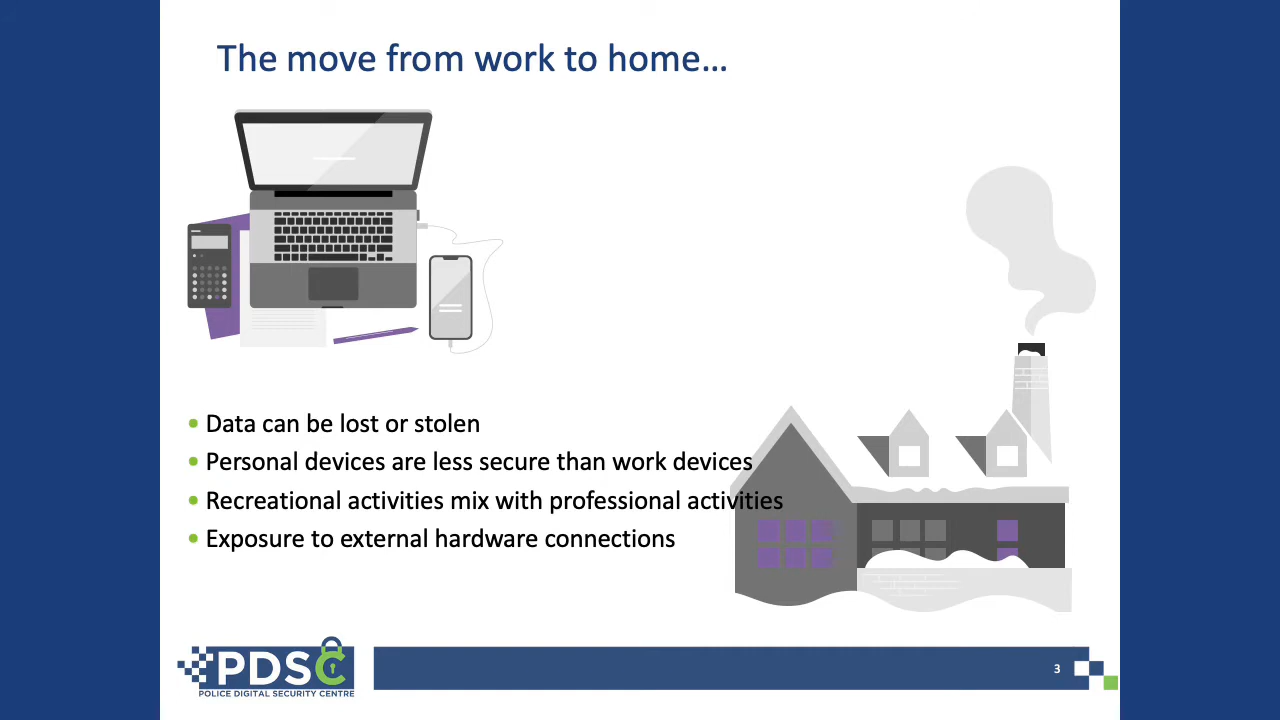 The move from work to home…
• Data can be lost or stolen
• Personal devices are less secure than work devices
• Recreational activities mix with professional activities
• Exposure to external hardware connections
PDSC
POLICE DIGITAL SECURITY CENTRE
3